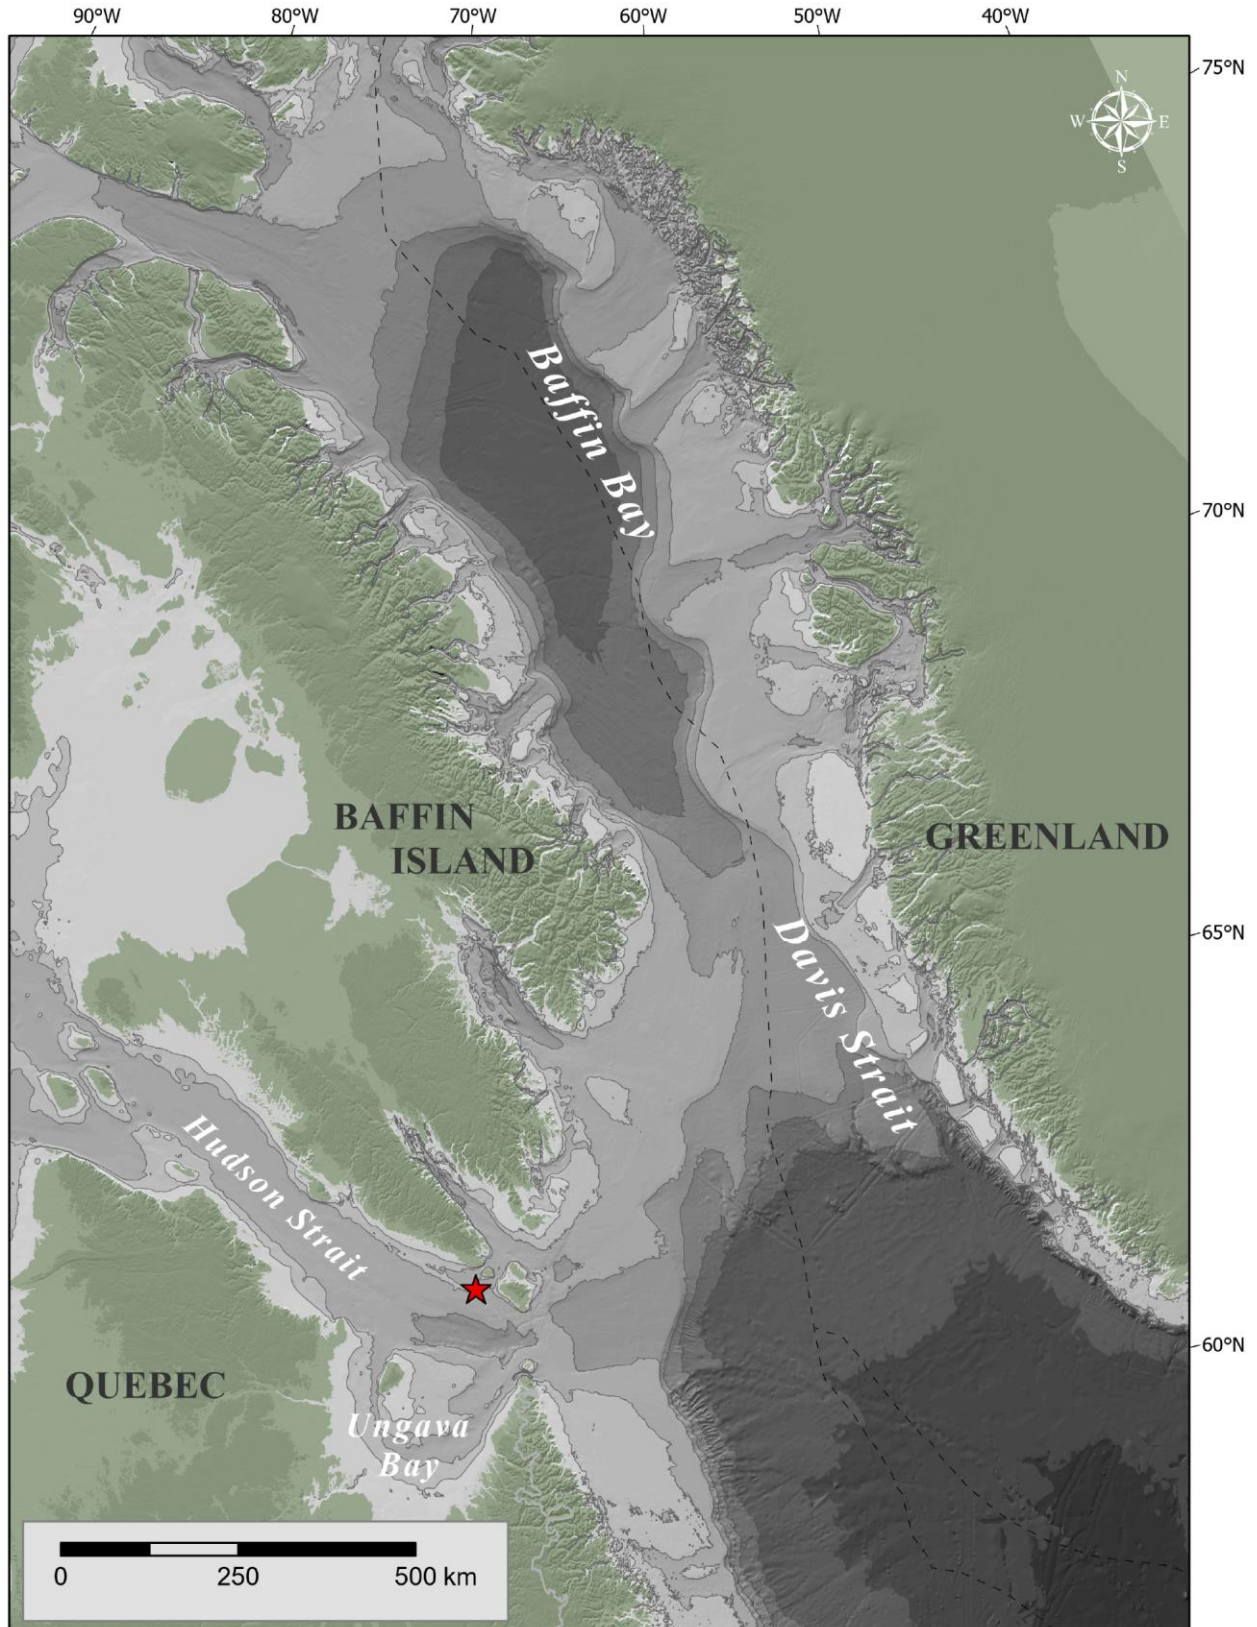 90°W 80°W 70°W 60°W 50°W 40°W
75°N
N
W E
S
Baffin Bay
70°N
BAFFIN
ISLAND
GREENLAND
65°N
Davis Strait
Hudson Strait
60°N
QUEBEC
Ungava
Bay
0 250 500 km